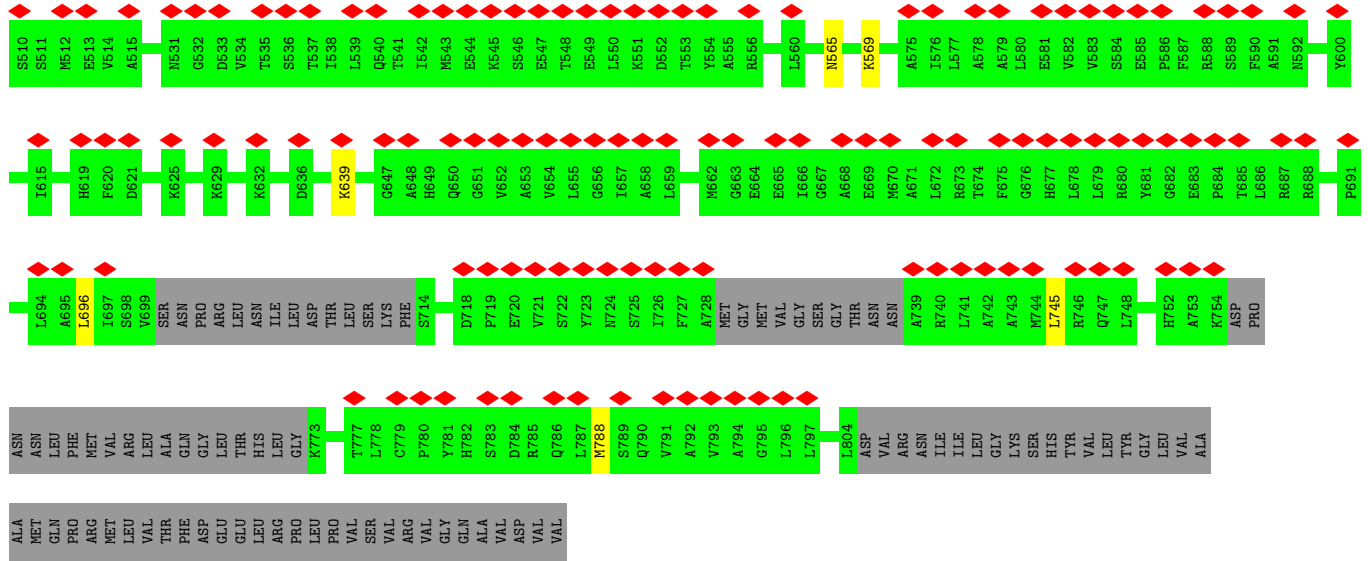 S510 S511 M512 E513 V514 A515 N531 G532 D533 V534 T535 S536 T537 I538 L539 Q540 T541 I542 M543 E544 K545 S546 E547 T548 E549 L550 K551 D552 T553 Y554 A555 R556 L560 N565 K569 A575 I576 L577 A578 A579 L580 E581 V582 V583 S584 E585 P586 F587 R588 S589 F590 A591 N592 Y600
I615 H619 F620 D621 K625 K629 K632 D636 K639 G647 A648 H649 Q650 G651 V652 A653 V654 L655 G656 I657 A658 L659 M662 G663 E664 E665 I666 G667 A668 E669 M670 A671 L672 R673 T674 F675 G676 H677 L678 L679 R680 Y681 G682 E683 P684 T685 L686 R687 R688 P691
L694 A695 L696 I697 S698 V699 SER ASN PRO ARG LEU ASN ILE LEU ASP THR LEU SER LYS PHE S714 D718 P719 E720 V721 S722 Y723 N724 S725 I726 F727 A728 MET GLY MET VAL GLY SER GLY THR ASN ASN A739 R740 L741 A742 A743 M744 L745 R746 Q747 L748 H752 A753 K754 ASP PRO
ASN ASN LEU PHE MET VAL ARG LEU ALA GLN GLY LEU THR HIS LEU GLY K773 T777 L778 C779 P780 Y781 H782 S783 D784 R785 Q786 L787 M788 S789 Q790 V791 A792 V793 A794 G795 L796 L797 L804 ASP VAL ARG ASN ILE ILE LEU GLY LYS SER HIS TYR VAL LEU TYR GLY LEU VAL ALA
ALA MET GLN PRO ARG MET LEU VAL THR PHE ASP GLU GLU LEU ARG PRO LEU PRO VAL SER VAL ARG VAL GLY GLN ALA VAL ASP VAL VAL